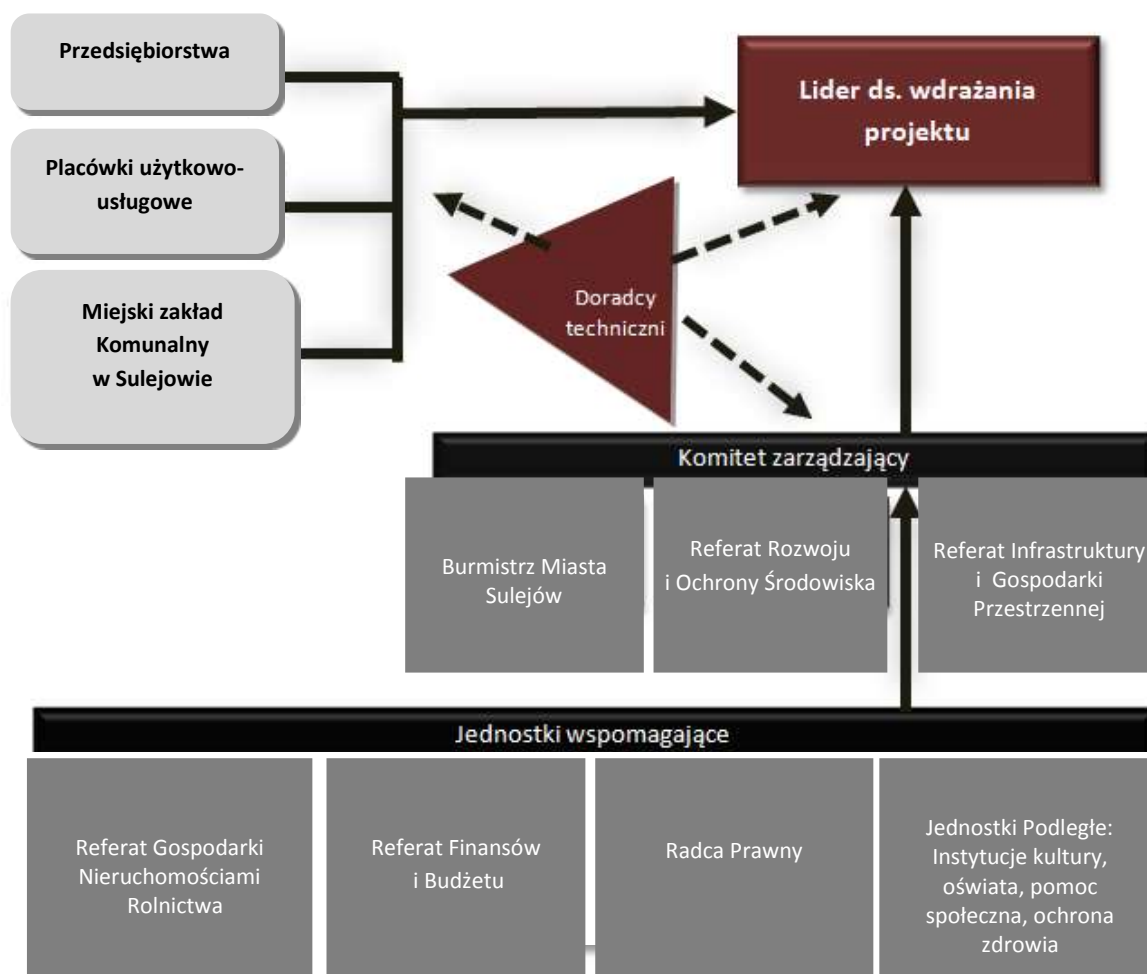 Przedsiębiorstwa
Placówki użytkowo-
usługowe
Miejski zakład
Komunalny
w Sulejowie
Lider ds. wdrażania
projektu
Doradcy
techniczni
Komitet zarządzający
Burmistrz Miasta
Sulejów
Referat Rozwoju
i Ochrony Środowiska
Referat Infrastruktury
i Gospodarki
Przestrzennej
Jednostki wspomagające
Referat Gospodarki
Nieruchomościami
Rolnictwa
Referat Finansów
i Budżetu
Radca Prawny
Jednostki Podległe:
Instytucje kultury,
oświata, pomoc
społeczna, ochrona
zdrowia